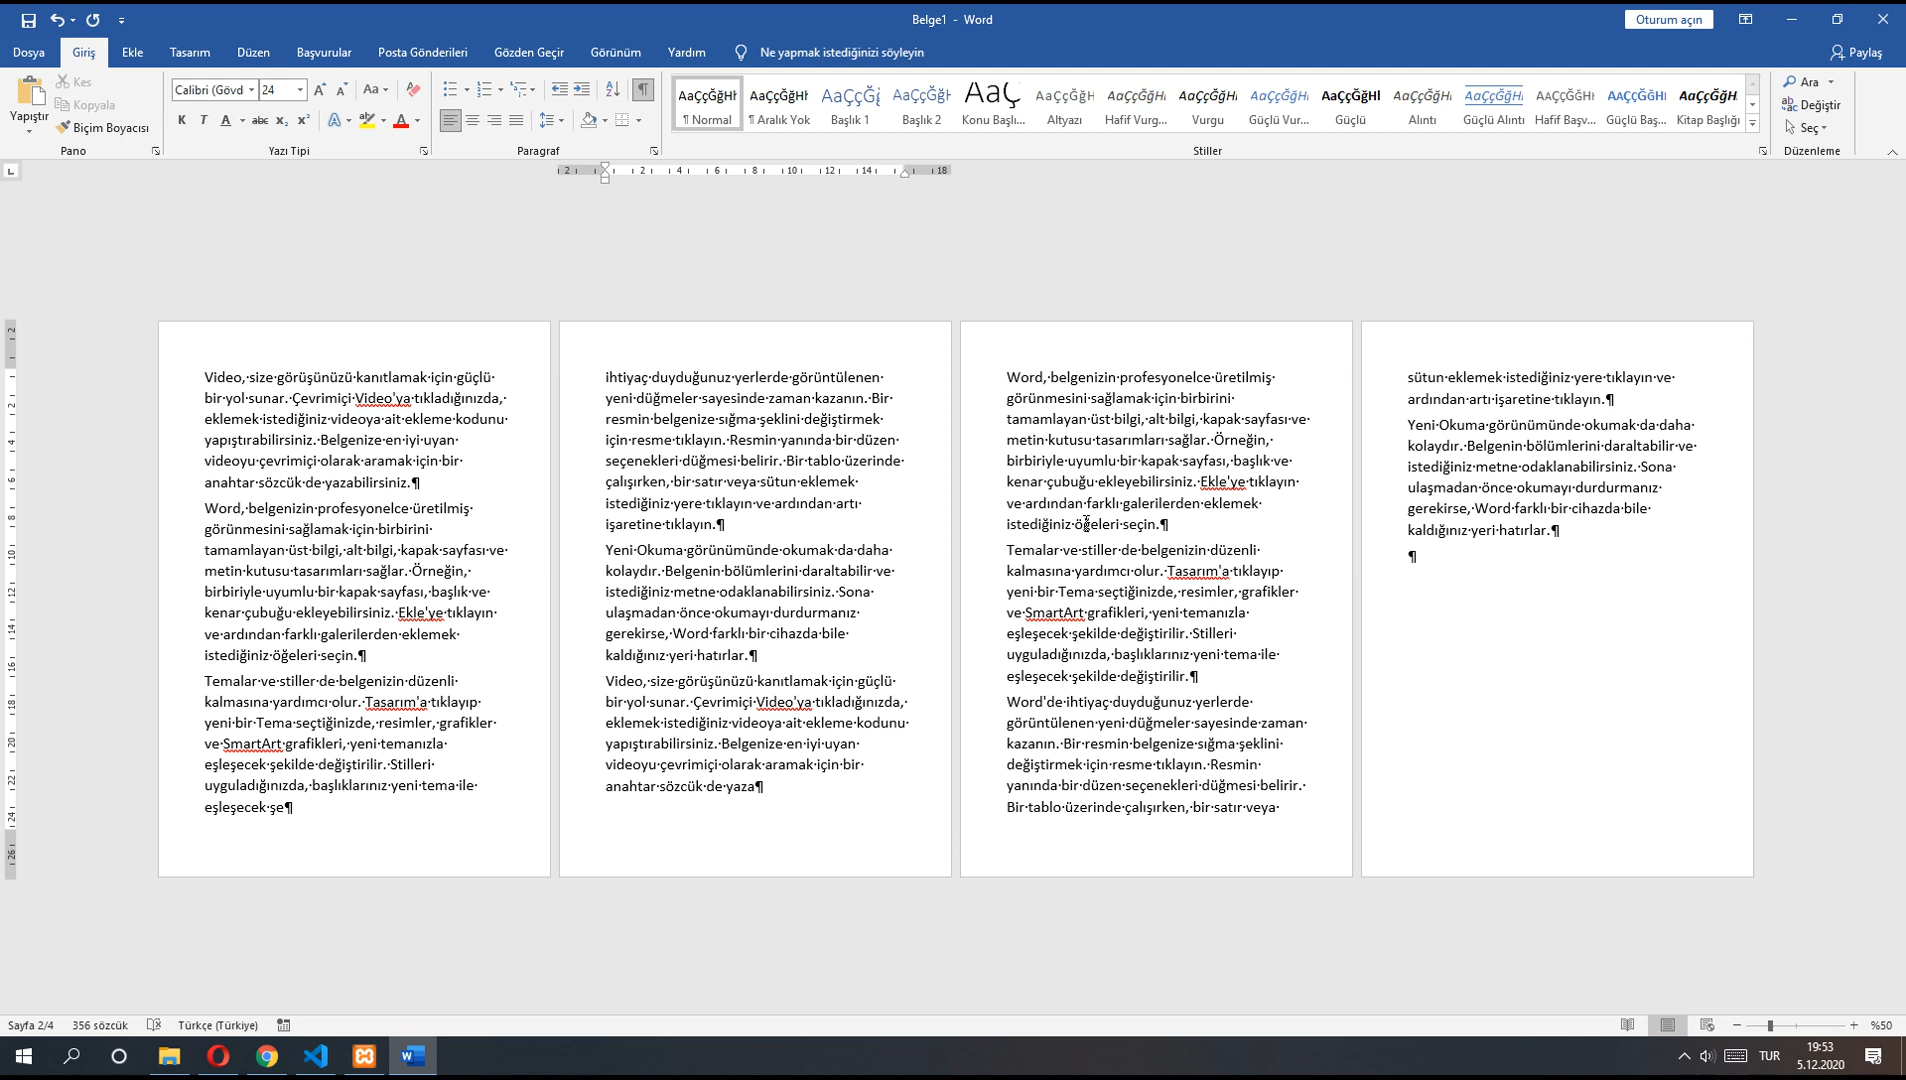 Belge1 - Word
Oturum açın
Dosya
Giriş
Ekle
Tasarım
Düzen
Başvurular
Posta Gönderileri
Gözden Geçir
Görünüm
Yardım
Ne yapmak istediğinizi söyleyin
Paylaş
Yapıştır
Kes
Kopyala
Biçim Boyacısı
Pano
Calibri (Gövd
24
Yazı Tipi
Paragraf
AaÇçĞğHł
¶ Normal
AaÇçĞğHł
¶ Aralık Yok
AaÇçĞğ
Başlık 1
AaÇçĞğH
Başlık 2
AaÇ
Konu Başlı...
AaÇçĞğH
Altyazı
AaÇçĞğHł
Hafif Vurg...
AaÇçĞğHł
Vurgu
AaÇçĞğHł
Güçlü Vur...
AaÇçĞğHl
Güçlü
AaÇçĞğHł
Alıntı
AaÇçĞğHł
Güçlü Alıntı
AAÇÇĞĞHI
Hafif Başv...
AAÇÇĞĞHI
Güçlü Baş...
AaÇçĞğH
Kitap Başlığı
Stiller
Ara
Değiştir
Seç
Düzenleme
2 2 4 6 8 10 12 14 18
Video, size görüşünüzü kanıtlamak için güçlü
bir yol sunar. Çevrimiçi Video'ya tıkladığınızda,
eklemek istediğiniz videoya ait ekleme kodunu
yapıştırabilirsiniz. Belgenize en iyi uyan
videoyu çevrimiçi olarak aramak için bir
anahtar sözcük de yazabilirsiniz.¶
Word, belgenizin profesyonelce üretilmiş
görünmesini sağlamak için birbirini
tamamlayan üst bilgi, alt bilgi, kapak sayfası ve
metin kutusu tasarımları sağlar. Örneğin,
birbiriyle uyumlu bir kapak sayfası, başlık ve
kenar çubuğu ekleyebilirsiniz. Ekle'ye tıklayın
ve ardından farklı galerilerden eklemek
istediğiniz öğeleri seçin.¶
Temalar ve stiller de belgenizin düzenli
kalmasına yardımcı olur. Tasarım'a tıklayıp
yeni bir Tema seçtiğinizde, resimler, grafikler
ve SmartArt grafikleri, yeni temanızla
eşleşecek şekilde değiştirilir. Stilleri
uyguladığınızda, başlıklarınız yeni tema ile
eşleşecek şe¶
ihtiyaç duyduğunuz yerlerde görüntülenen
yeni düğmeler sayesinde zaman kazanın. Bir
resmin belgenize sığma şeklini değiştirmek
için resme tıklayın. Resmin yanında bir düzen
seçenekleri düğmesi belirir. Bir tablo üzerinde
çalışırken, bir satır veya sütun eklemek
istediğiniz yere tıklayın ve ardından artı
işaretine tıklayın.¶
Yeni Okuma görünümünde okumak da daha
kolaydır. Belgenin bölümlerini daraltabilir ve
istediğiniz metne odaklanabilirsiniz. Sona
ulaşmadan önce okumayı durdurmanız
gerekirse, Word farklı bir cihazda bile
kaldığınız yeri hatırlar.¶
Video, size görüşünüzü kanıtlamak için güçlü
bir yol sunar. Çevrimiçi Video'ya tıkladığınızda,
eklemek istediğiniz videoya ait ekleme kodunu
yapıştırabilirsiniz. Belgenize en iyi uyan
videoyu çevrimiçi olarak aramak için bir
anahtar sözcük de yaza¶
Word, belgenizin profesyonelce üretilmiş
görünmesini sağlamak için birbirini
tamamlayan üst bilgi, alt bilgi, kapak sayfası ve
metin kutusu tasarımları sağlar. Örneğin,
birbiriyle uyumlu bir kapak sayfası, başlık ve
kenar çubuğu ekleyebilirsiniz. Ekle'ye tıklayın
ve ardından farklı galerilerden eklemek
istediğiniz öğeleri seçin.¶
Temalar ve stiller de belgenizin düzenli
kalmasına yardımcı olur. Tasarım'a tıklayıp
yeni bir Tema seçtiğinizde, resimler, grafikler
ve SmartArt grafikleri, yeni temanızla
eşleşecek şekilde değiştirilir. Stilleri
uyguladığınızda, başlıklarınız yeni tema ile
eşleşecek şekilde değiştirilir.¶
Word'de ihtiyaç duyduğunuz yerlerde
görüntülenen yeni düğmeler sayesinde zaman
kazanın. Bir resmin belgenize sığma şeklini
değiştirmek için resme tıklayın. Resmin
yanında bir düzen seçenekleri düğmesi belirir.
Bir tablo üzerinde çalışırken, bir satır veya
sütun eklemek istediğiniz yere tıklayın ve
ardından artı işaretine tıklayın.¶
Yeni Okuma görünümünde okumak da daha
kolaydır. Belgenin bölümlerini daraltabilir ve
istediğiniz metne odaklanabilirsiniz. Sona
ulaşmadan önce okumayı durdurmanız
gerekirse, Word farklı bir cihazda bile
kaldığınız yeri hatırlar.¶
¶
Sayfa 2/4
356 sözcük
Türkçe (Türkiye)
%50
TUR
19:53
5.12.2020